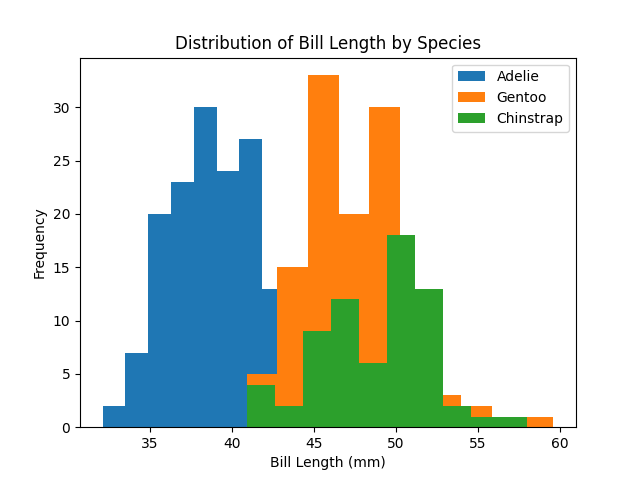 Distribution of Bill Length by Species
Adelie
Gentoo
Chinstrap
30
25
20
15
10
5
0
Frequency
35 40 45 50 55 60
Bill Length (mm)